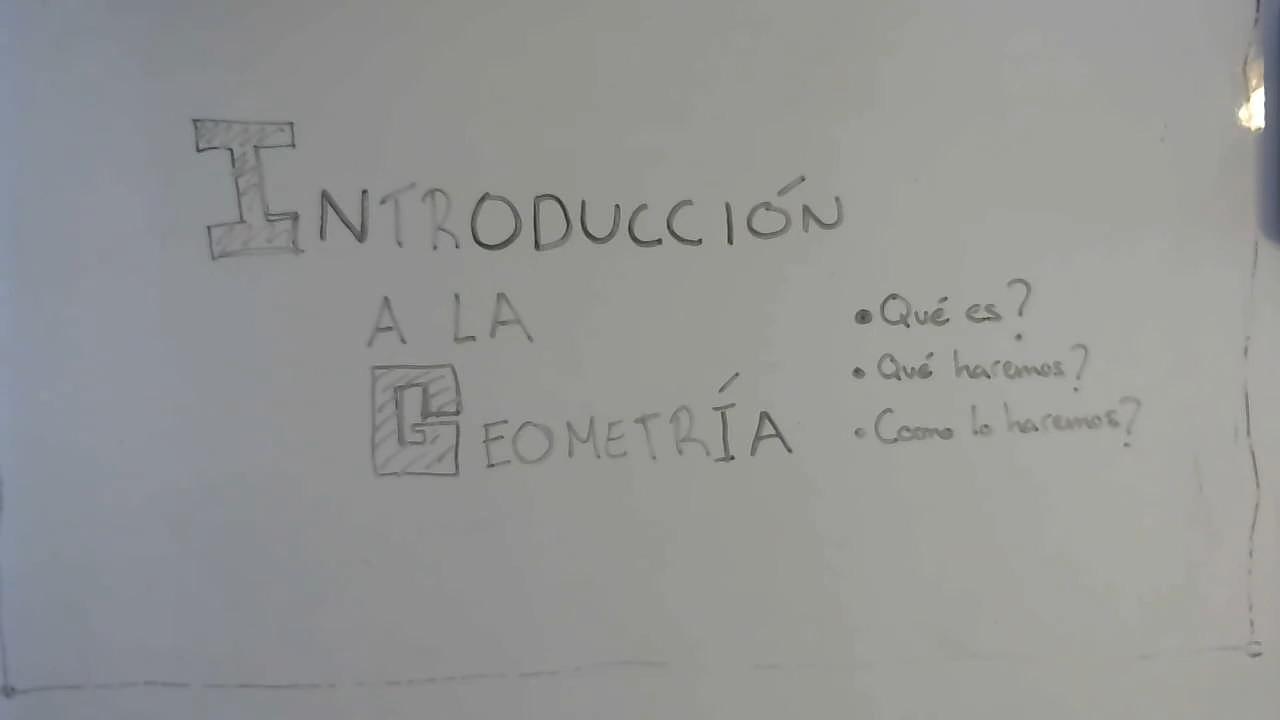 INTRODUCCIÓN
A LA
GEOMETRÍA
• Qué es?
• Qué haremos?
• Como lo haremos?